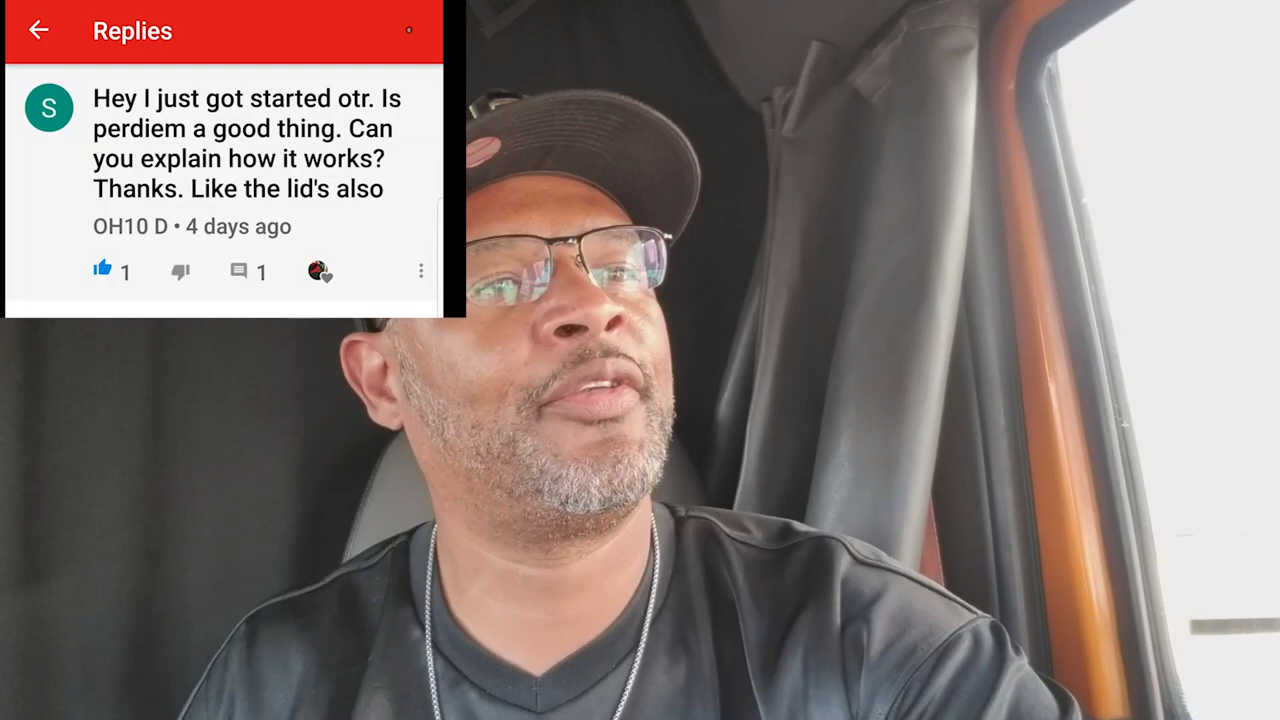 Replies
S
Hey I just got started otr. Is
perdiem a good thing. Can
you explain how it works?
Thanks. Like the lid's also
OH10 D • 4 days ago
1
1